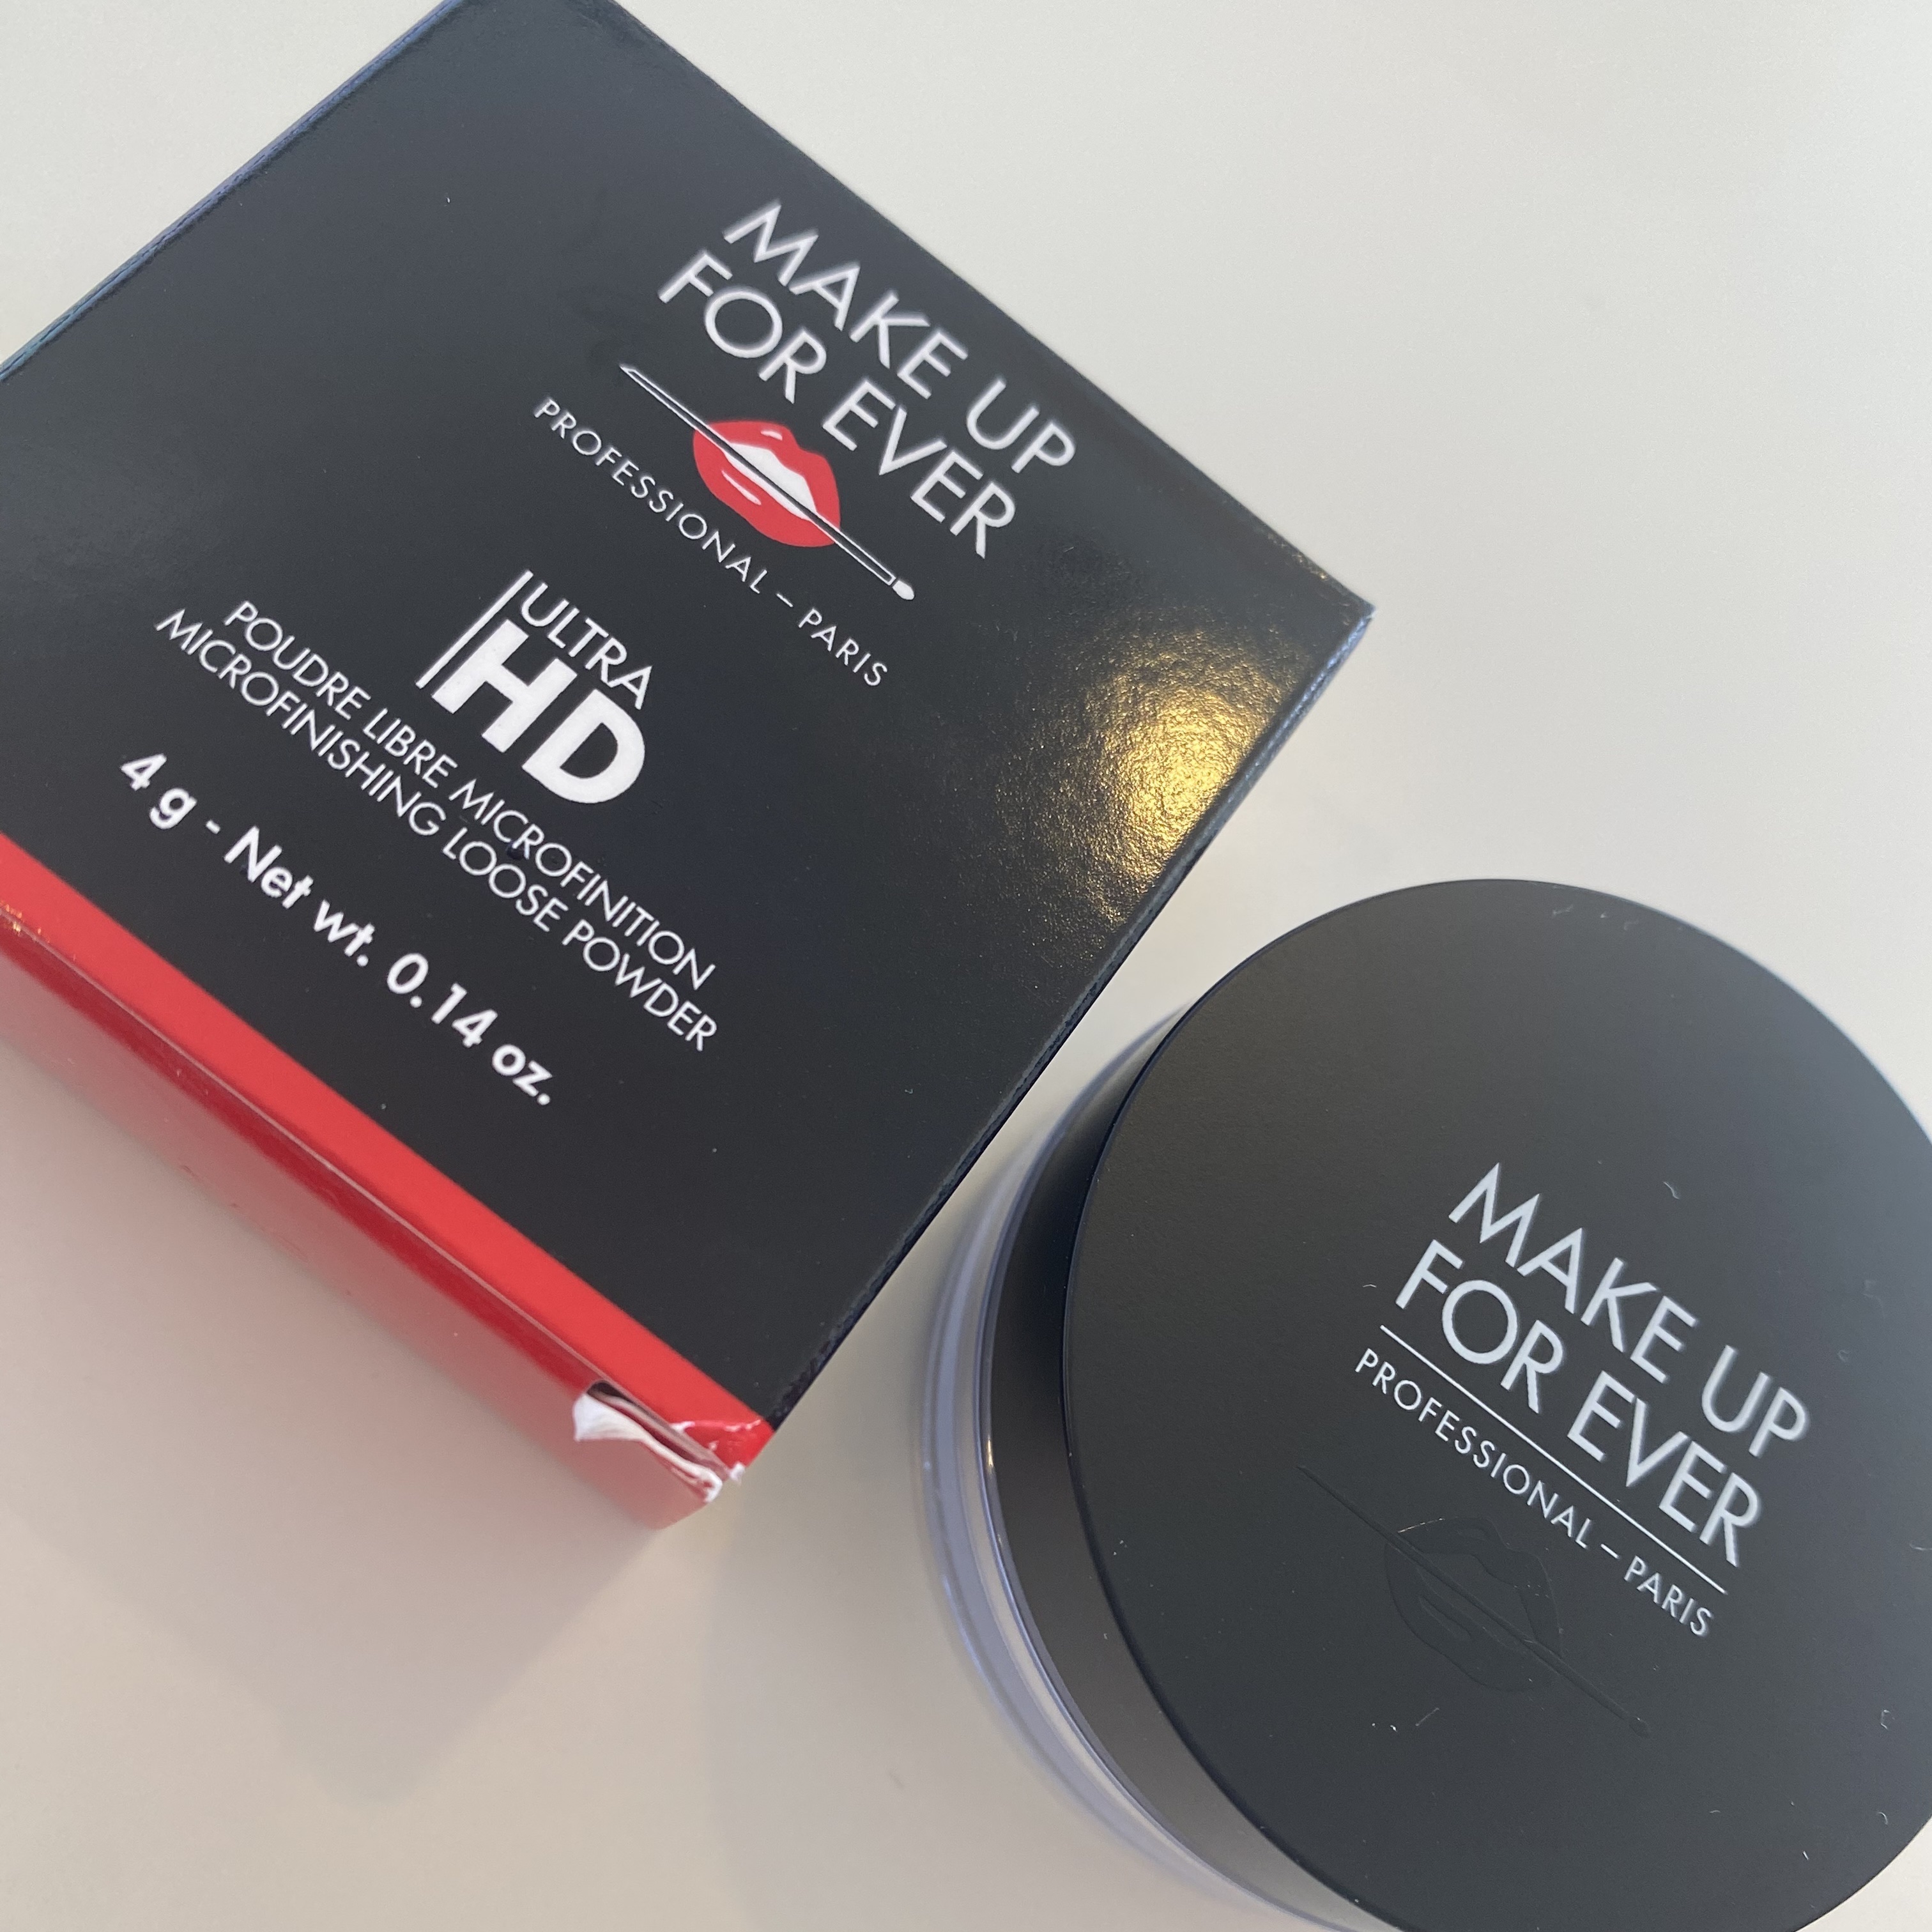 MAKE UP
FOR EVER
PROFESSIONAL – PARIS
ULTRA
HD
POUDRE LIBRE MICROFINITION
MICROFINISHING LOOSE POWDER
4 g - Net wt. 0.14 oz.
MAKE UP
FOR EVER
PROFESSIONAL – PARIS